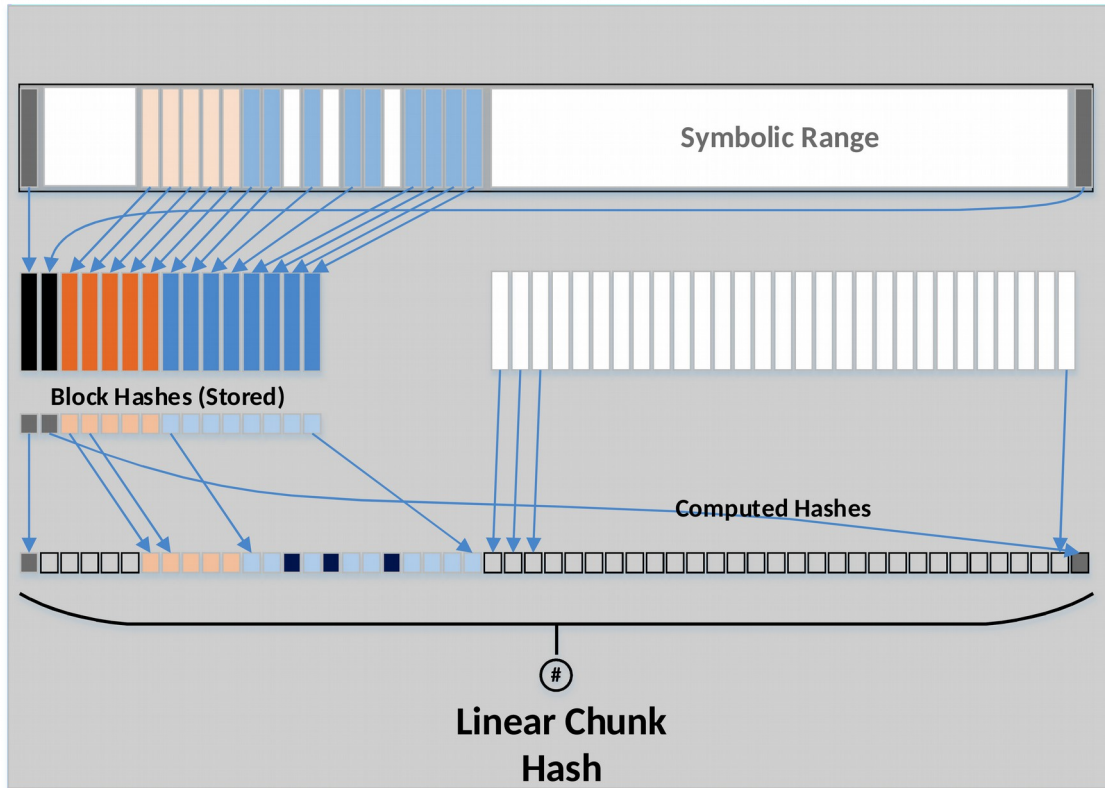 Symbolic Range
Block Hashes (Stored)
Computed Hashes
#
Linear Chunk
Hash